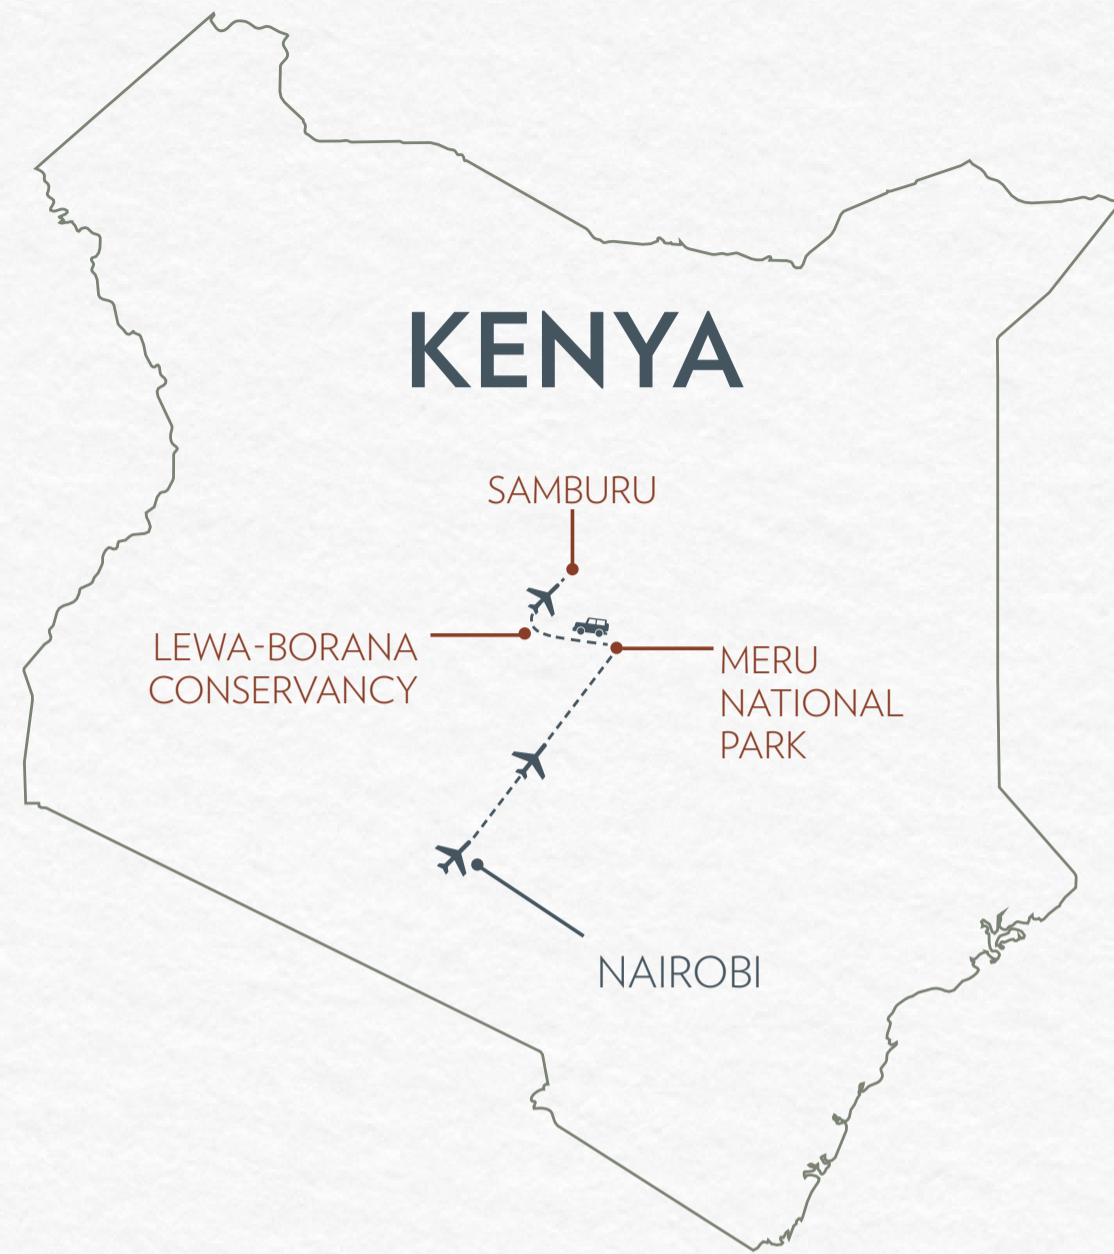 KENYA
SAMBURU
LEWA-BORANA
CONSERVANCY
MERU
NATIONAL
PARK
NAIROBI